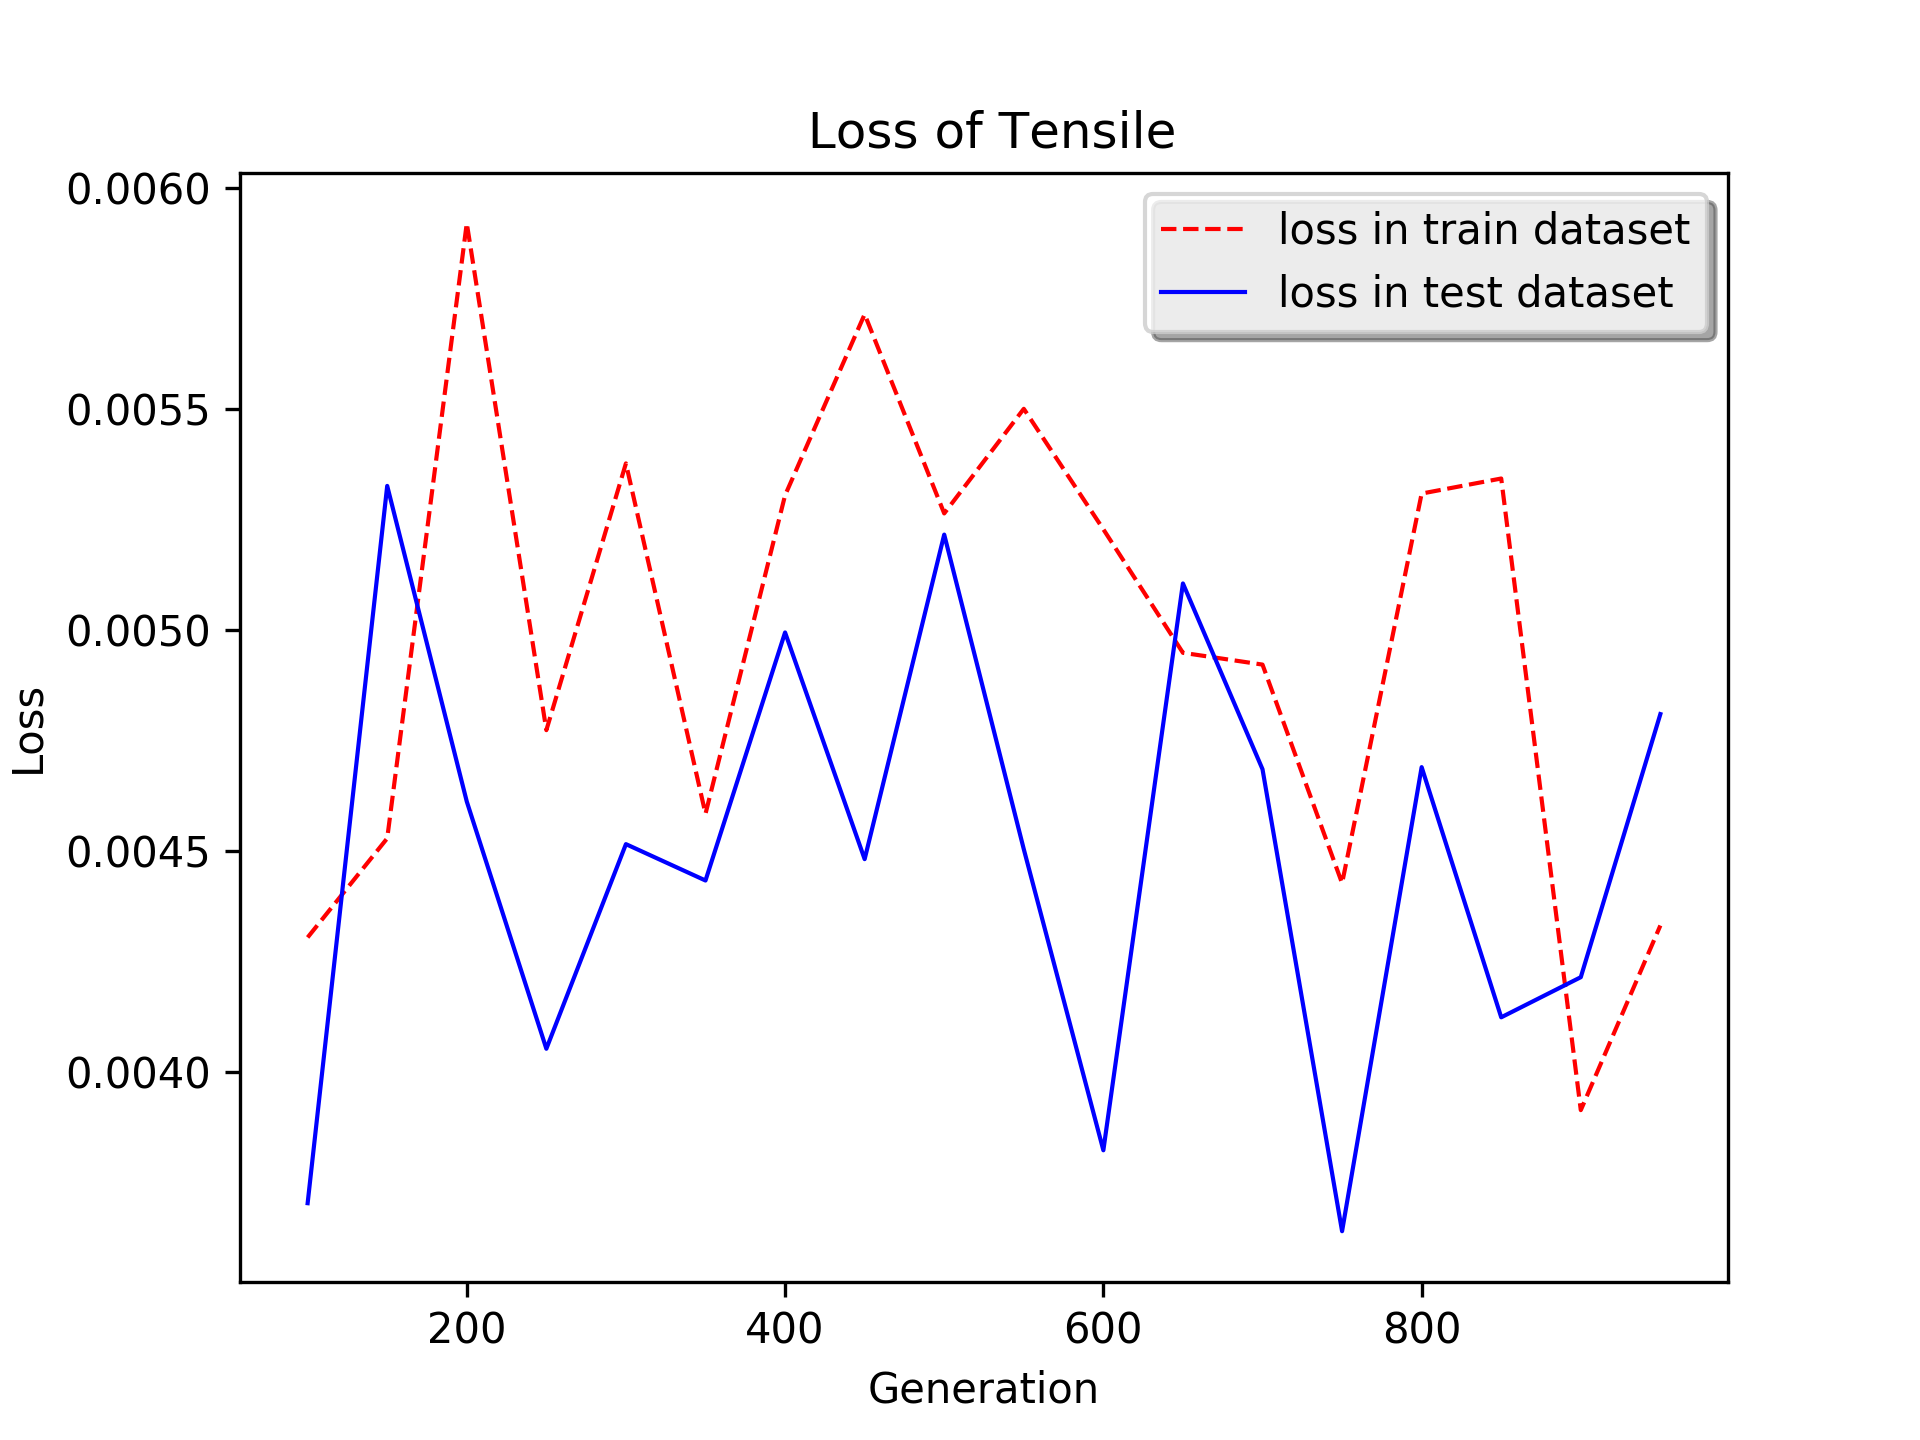 Loss of Tensile
0.0060
0.0055
0.0050
0.0045
0.0040
Loss
loss in train dataset
loss in test dataset
200 400 600 800
Generation